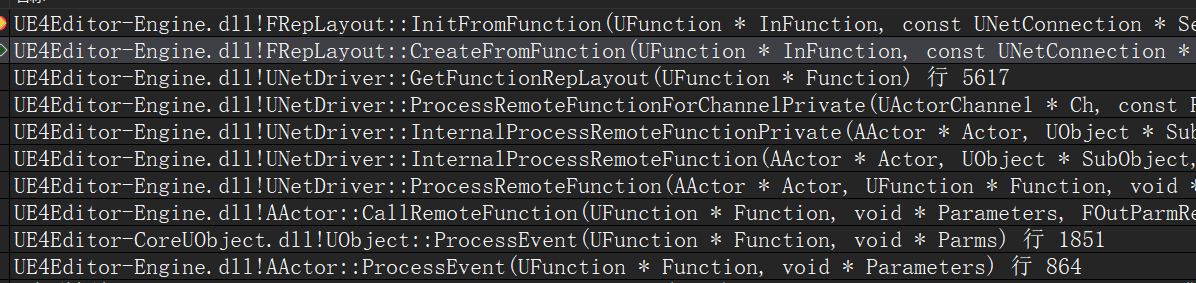 UE4Editor-Engine.dll!FRepLayout::InitFromFunction(UFunction * InFunction, const UNetConnection * Se
UE4Editor-Engine.dll!FRepLayout::CreateFromFunction(UFunction * InFunction, const UNetConnection *
UE4Editor-Engine.dll!UNetDriver::GetFunctionRepLayout(UFunction * Function) 行 5617
UE4Editor-Engine.dll!UNetDriver::ProcessRemoteFunctionForChannelPrivate(UActorChannel * Ch, const F
UE4Editor-Engine.dll!UNetDriver::InternalProcessRemoteFunctionPrivate(AActor * Actor, UObject * Sub
UE4Editor-Engine.dll!UNetDriver::InternalProcessRemoteFunction(AActor * Actor, UObject * SubObject,
UE4Editor-Engine.dll!UNetDriver::ProcessRemoteFunction(AActor * Actor, UFunction * Function, void *
UE4Editor-Engine.dll!AActor::CallRemoteFunction(UFunction * Function, void * Parameters, FOutParmRe
UE4Editor-CoreUObject.dll!UObject::ProcessEvent(UFunction * Function, void * Parms) 行 1851
UE4Editor-Engine.dll!AActor::ProcessEvent(UFunction * Function, void * Parameters) 行 864